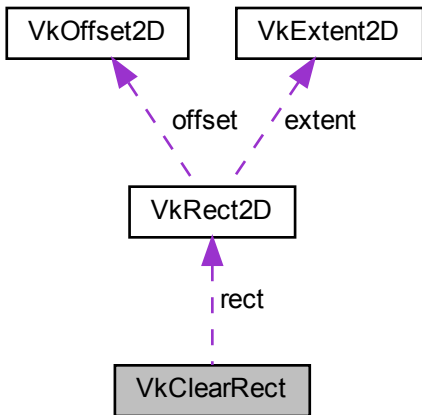 VkOffset2D
VkExtent2D
offset
extent
VkRect2D
rect
VkClearRect